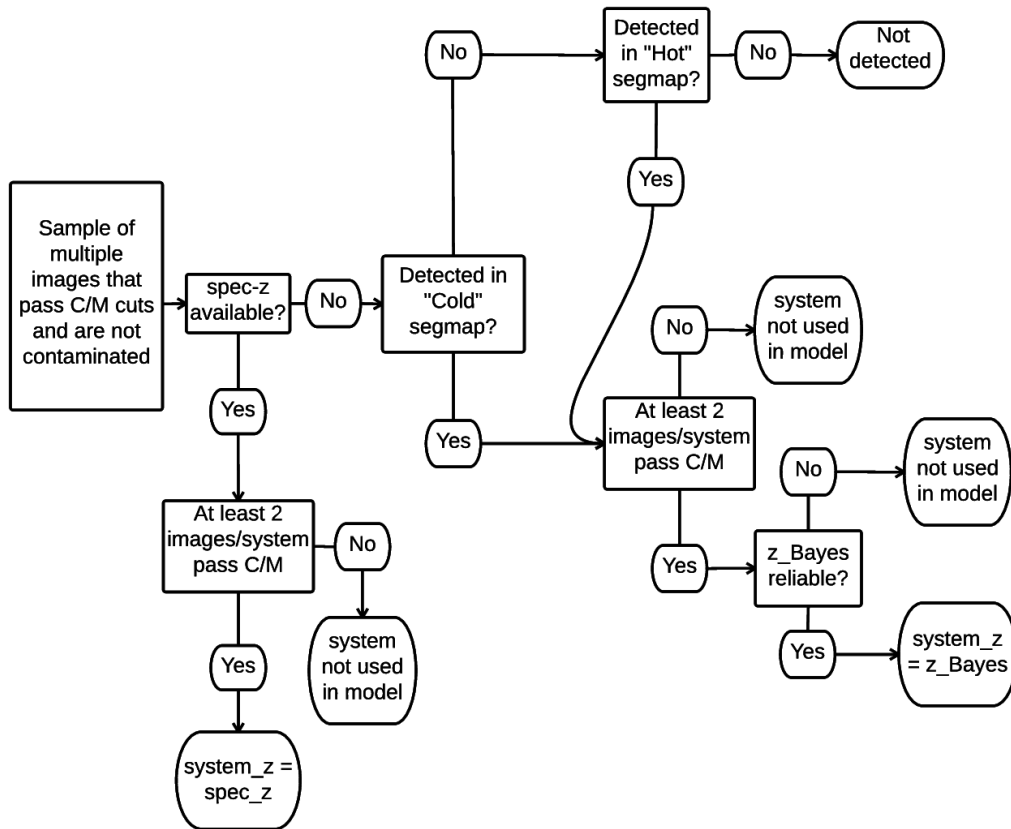 Sample of
multiple
images that
pass C/M cuts
and are not
contaminated
spec-z
available?
No
Detected in
"Cold"
segmap?
No
Detected
in "Hot"
segmap?
No
Not
detected
Yes
Yes
At least 2
images/system
pass C/M
No
system
not used
in model
Yes
z_Bayes
reliable?
No
system
not used
in model
Yes
system_z
= z_Bayes
Yes
At least 2
images/system
pass C/M
No
system
not used
in model
Yes
system_z =
spec_z